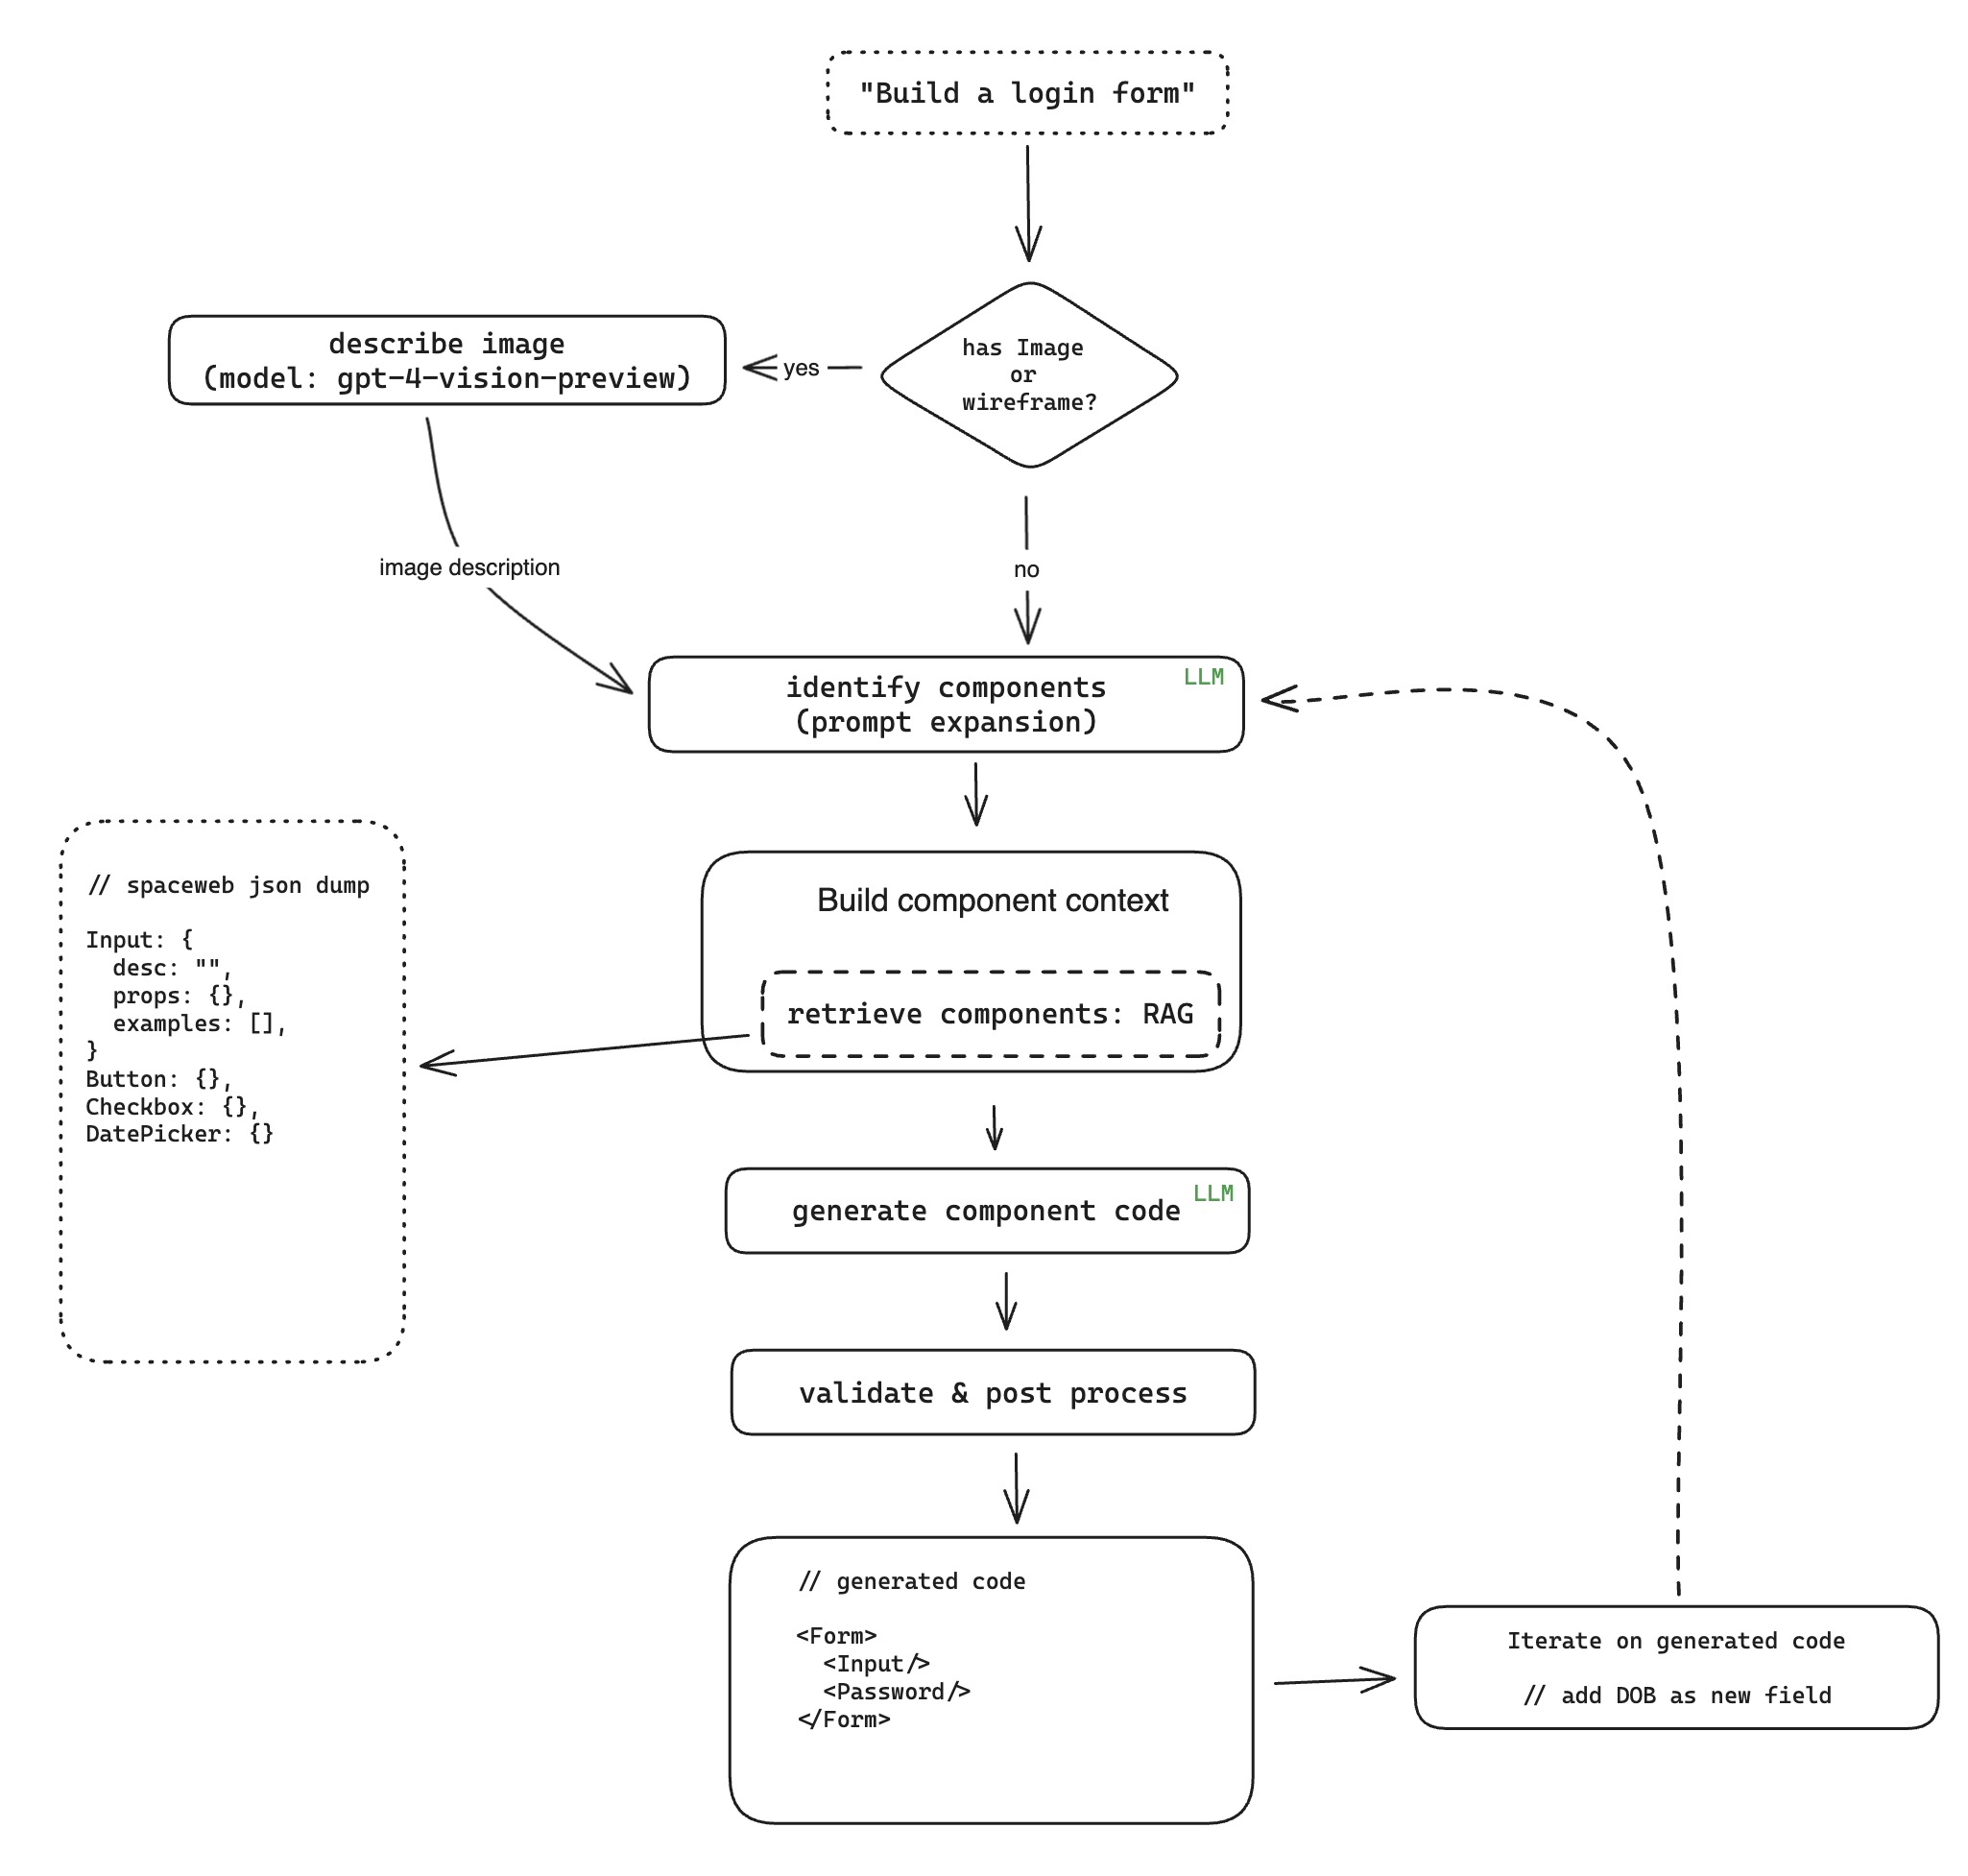 "Build a login form"
has Image
or
wireframe?
yes
describe image
(model: gpt-4-vision-preview)
image description
no
identify components
(prompt expansion)
LLM
Build component context
retrieve components: RAG
// spaceweb json dump
Input: {
desc: "",
props: {},
examples: [],
}
Button: {},
Checkbox: {},
DatePicker: {}
generate component code
LLM
validate & post process
// generated code
<Form>
<Input/>
<Password/>
</Form>
Iterate on generated code
// add DOB as new field